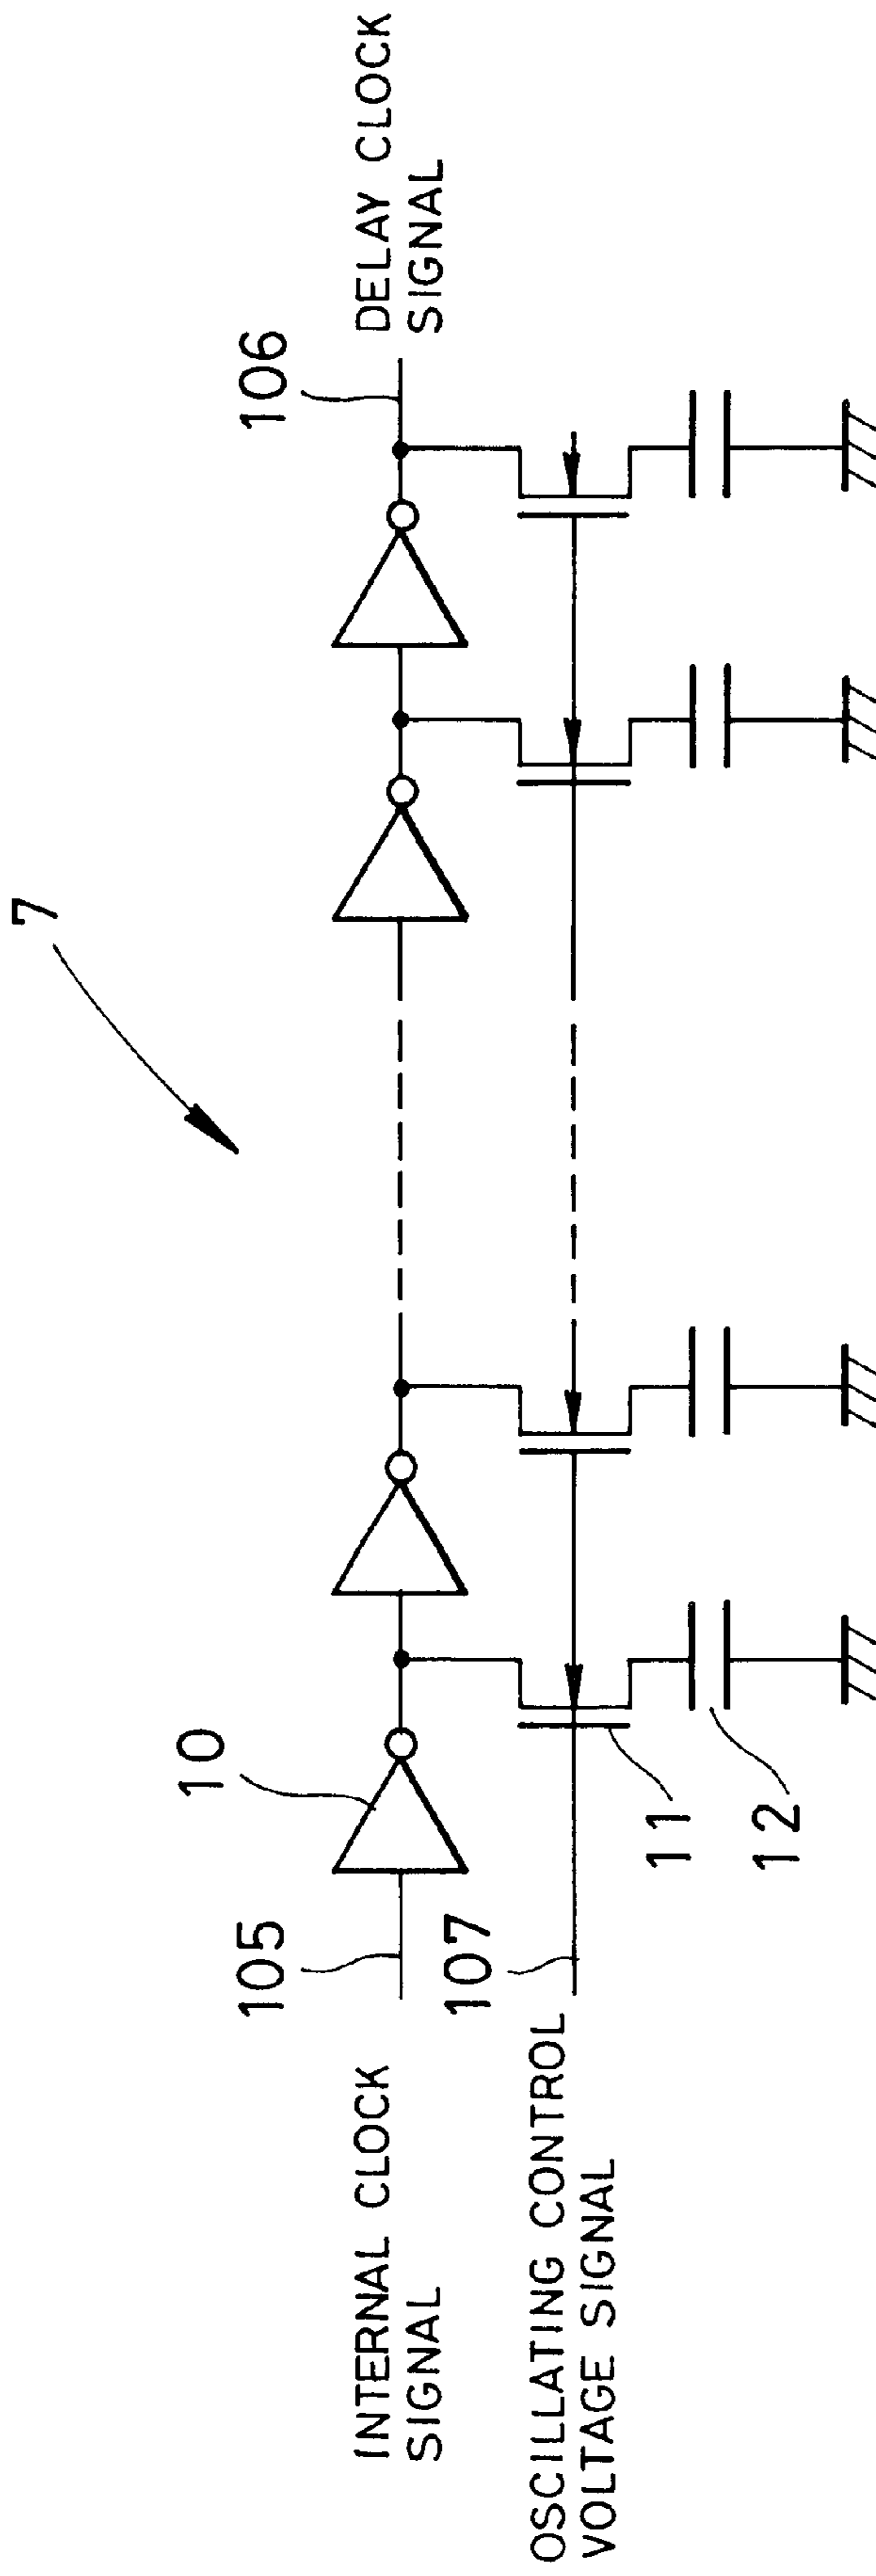 7
INTERNAL CLOCK
SIGNAL
105
10
106
DELAY CLOCK
SIGNAL
OSCILLATING CONTROL
VOLTAGE SIGNAL
107
11
12